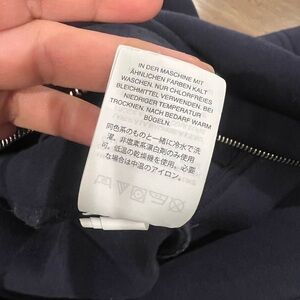 IN DER MASCHINE MIT
ÄHNLICHEN FARBEN KALT
WASCHEN. NUR CHLORFREIES
BLEICHMITTEL VERWENDEN. BEI
NIEDRIGER TEMPERATUR
TROCKNEN. NACH BEDARF WARM
BÜGELN.
同色系のものと一緒に冷水で洗
濯。非塩素系漂白剤のみ使用
可。低温の乾燥機を使用。必要
な場合は中温のアイロン。